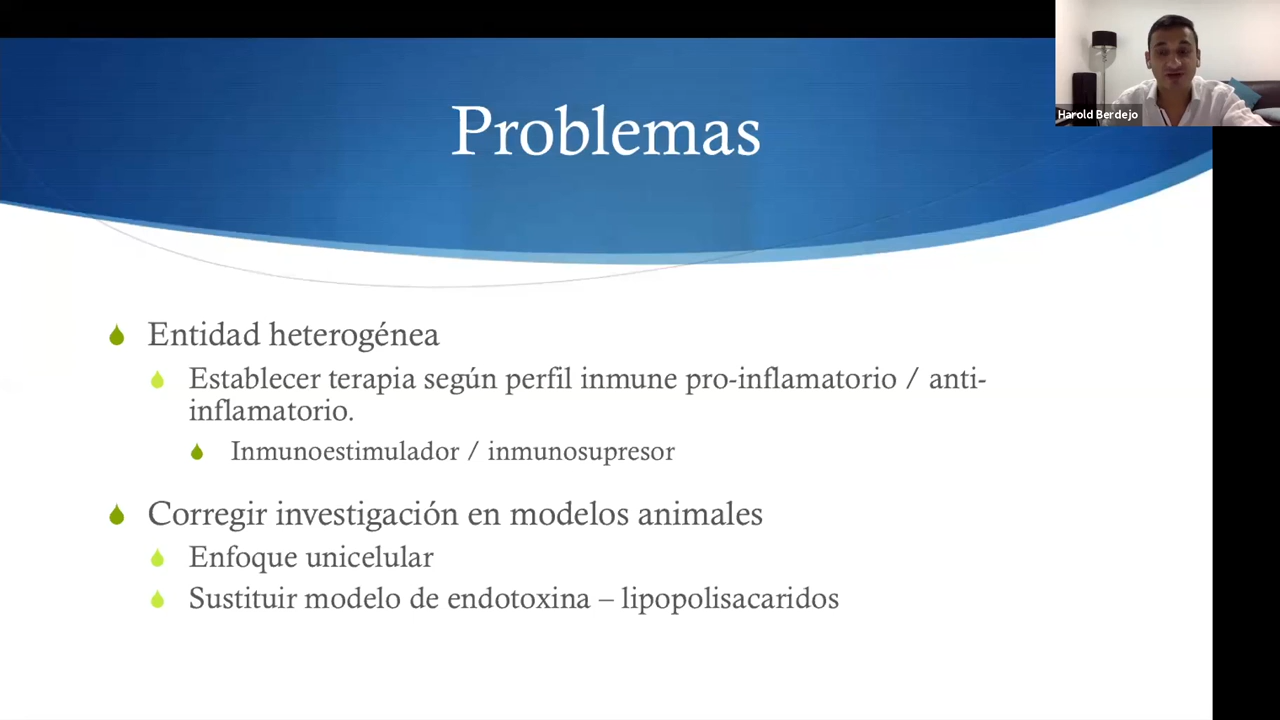 Harold Berdejo
Problemas
Entidad heterogénea
Establecer terapia según perfil inmune pro-inflamatorio / anti-
inflamatorio.
Inmunoestimulador / inmunosupresor
Corregir investigación en modelos animales
Enfoque unicelular
Sustituir modelo de endotoxina – lipopolisacaridos